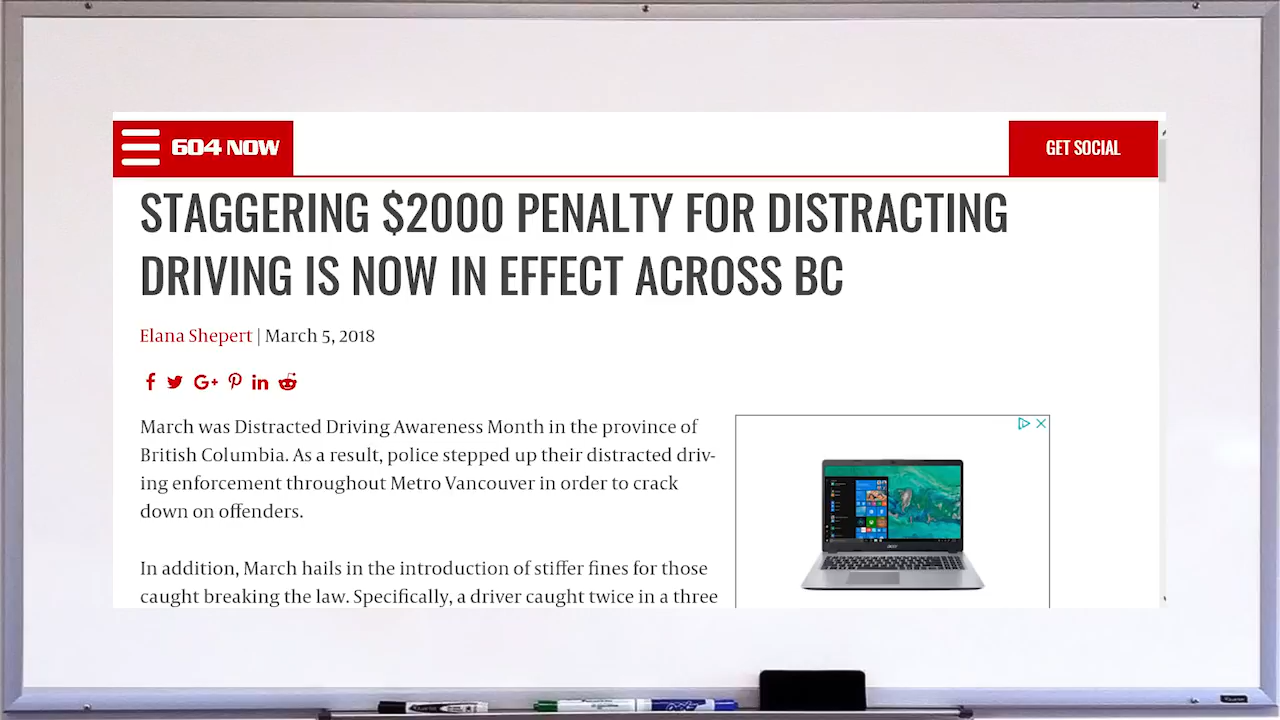 604 NOW
GET SOCIAL
STAGGERING $2000 PENALTY FOR DISTRACTING
DRIVING IS NOW IN EFFECT ACROSS BC
Elana Shepert | March 5, 2018
March was Distracted Driving Awareness Month in the province of
British Columbia. As a result, police stepped up their distracted driv-
ing enforcement throughout Metro Vancouver in order to crack
down on offenders.
In addition, March hails in the introduction of stiffer fines for those
caught breaking the law. Specifically, a driver caught twice in a three
acer